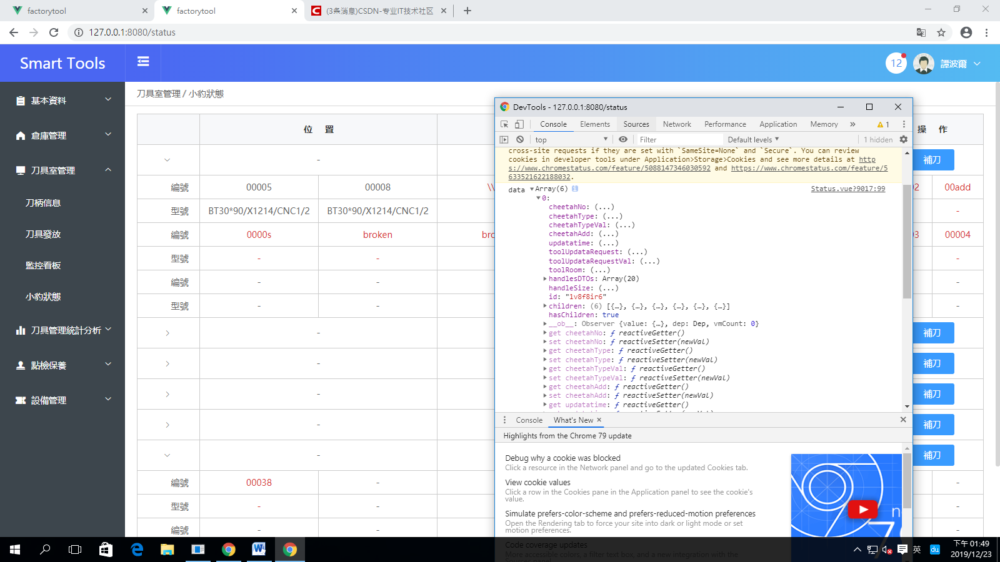 factorytool
factorytool
(3条消息)CSDN-专业IT技术社区
127.0.0.1:8080/status
Smart Tools
12
譚波爾
基本資料
倉庫管理
刀具室管理
刀柄信息
刀具發放
監控看板
小豹狀態
刀具管理統計分析
點檢保養
設備管理
刀具室管理 / 小豹狀態
位 置
操 作
-
補刀
編號 00005 00008 \\ 2 00add
型號 BT30*90/X1214/CNC1/2 BT30*90/X1214/CNC1/2 -
編號 0000s broken bro 3 00004
型號 - - -
編號 - - -
型號 - - -
- 補刀
- 補刀
- 補刀
- 補刀
- 補刀
編號 00038 - -
型號 - - -
編號 - - -
DevTools - 127.0.0.1:8080/status
Console Elements Sources Network Performance Application Memory » 1
top Filter Default levels 1 hidden
cross-site requests if they are set with `SameSite=None` and `Secure`. You can review
cookies in developer tools under Application>Storage>Cookies and see more details at http
s://www.chromestatus.com/feature/5088147346030592 and https://www.chromestatus.com/feature/5
633521622188032.
data Array(6) i Status.vue?9017:99
0:
cheetahNo: (...)
cheetahType: (...)
cheetahTypeVal: (...)
cheetahAdd: (...)
updatatime: (...)
toolUpdataRequest: (...)
toolUpdataRequestVal: (...)
toolRoom: (...)
handlesDTOs: Array(20)
handleSize: (...)
id: "1v8f8ir6"
children: (6) [{…}, {…}, {…}, {…}, {…}, {…}]
hasChildren: true
__ob__: Observer {value: {…}, dep: Dep, vmCount: 0}
get cheetahNo: ƒ reactiveGetter()
set cheetahNo: ƒ reactiveSetter(newVal)
get cheetahType: ƒ reactiveGetter()
set cheetahType: ƒ reactiveSetter(newVal)
get cheetahTypeVal: ƒ reactiveGetter()
set cheetahTypeVal: ƒ reactiveSetter(newVal)
get cheetahAdd: ƒ reactiveGetter()
set cheetahAdd: ƒ reactiveSetter(newVal)
get updatatime: ƒ reactiveGetter()
Console What's New
Highlights from the Chrome 79 update
Debug why a cookie was blocked
Click a resource in the Network panel and go to the updated Cookies tab.
View cookie values
Click a row in the Cookies pane in the Application panel to see the cookie's
value.
Simulate prefers-color-scheme and prefers-reduced-motion preferences
Open the Rendering tab to force your site into dark or light mode or set
motion preferences.
Code coverage updates
More accessible colors, a filter text box, and a new integration with the
英
du
下午 01:49
2019/12/23